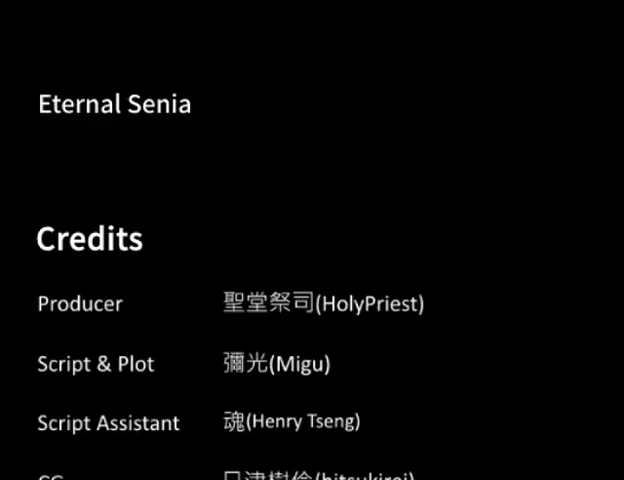 Eternal Senia
Credits
Producer 聖堂祭司(HolyPriest)
Script & Plot 彌光(Migu)
Script Assistant 魂(Henry Tseng)
CG